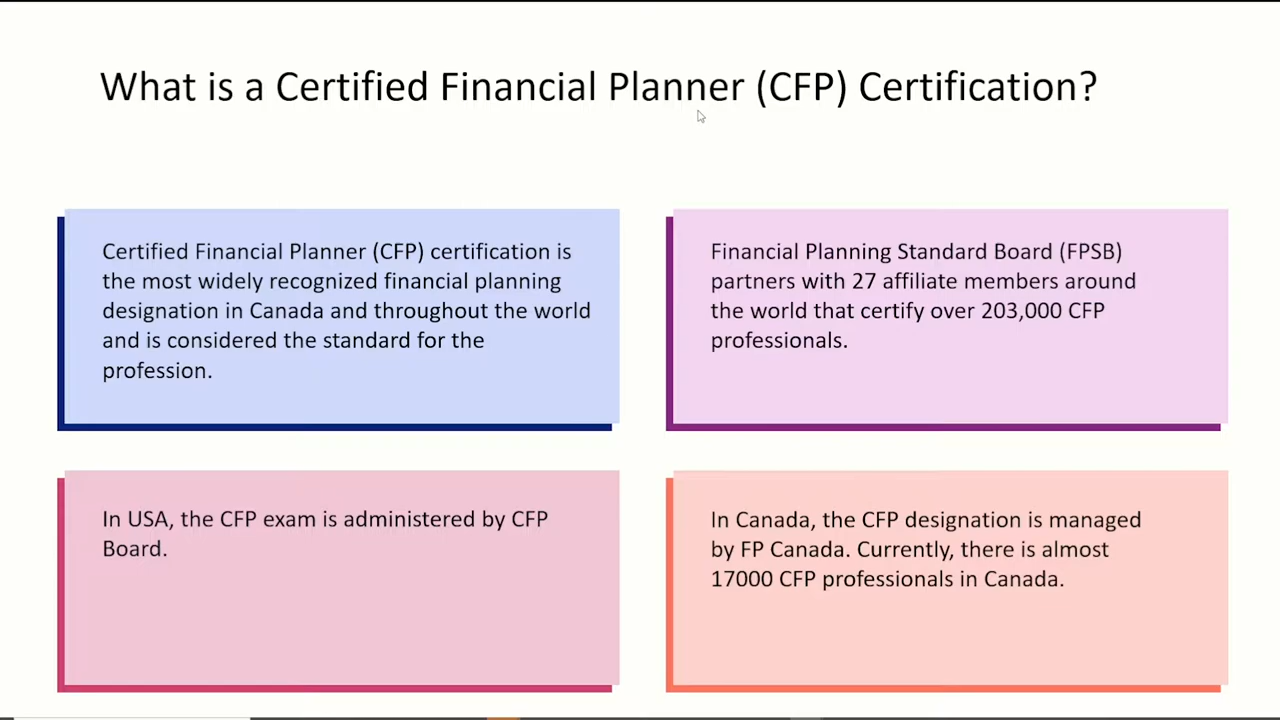 What is a Certified Financial Planner (CFP) Certification?
Certified Financial Planner (CFP) certification is
the most widely recognized financial planning
designation in Canada and throughout the world
and is considered the standard for the
profession.
Financial Planning Standard Board (FPSB)
partners with 27 affiliate members around
the world that certify over 203,000 CFP
professionals.
In USA, the CFP exam is administered by CFP
Board.
In Canada, the CFP designation is managed
by FP Canada. Currently, there is almost
17000 CFP professionals in Canada.